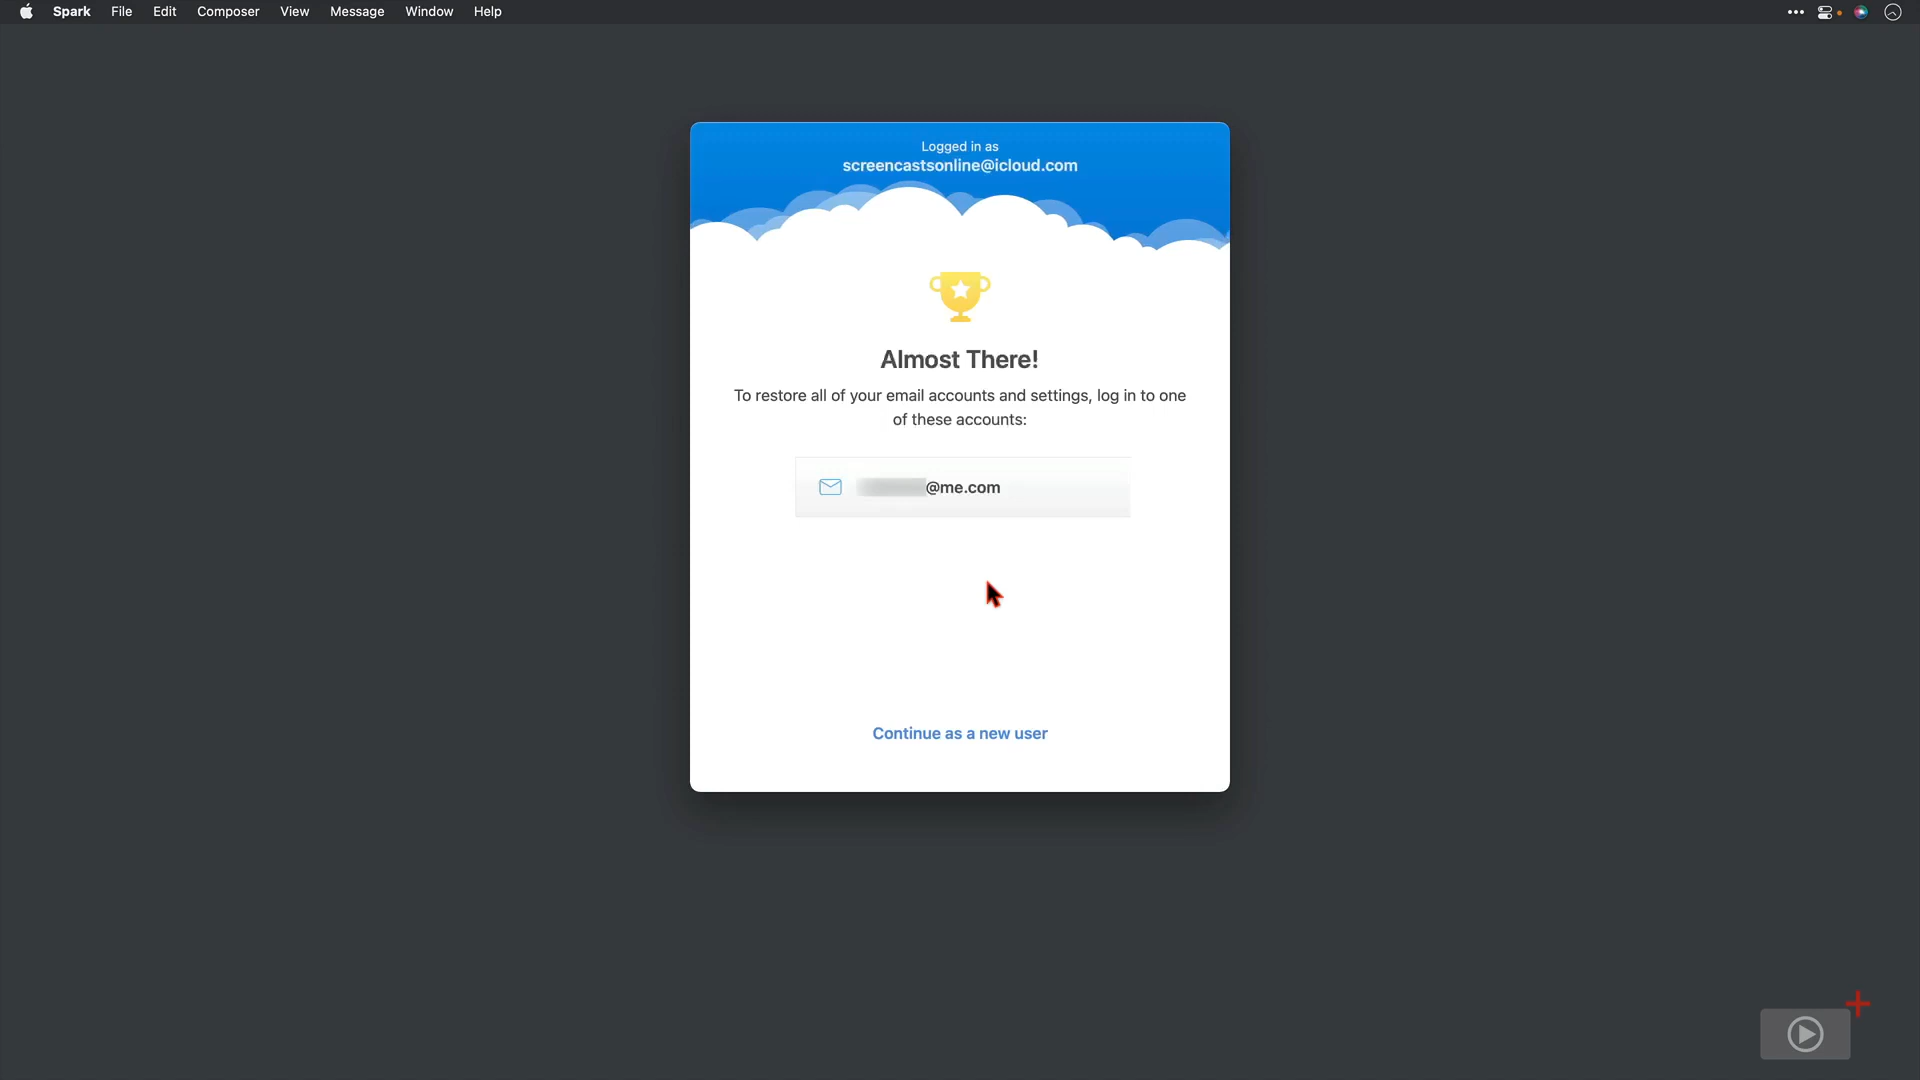 Spark File Edit Composer View Message Window Help
Logged in as
screencastsonline@icloud.com
Almost There!
To restore all of your email accounts and settings, log in to one
of these accounts:
@me.com
Continue as a new user